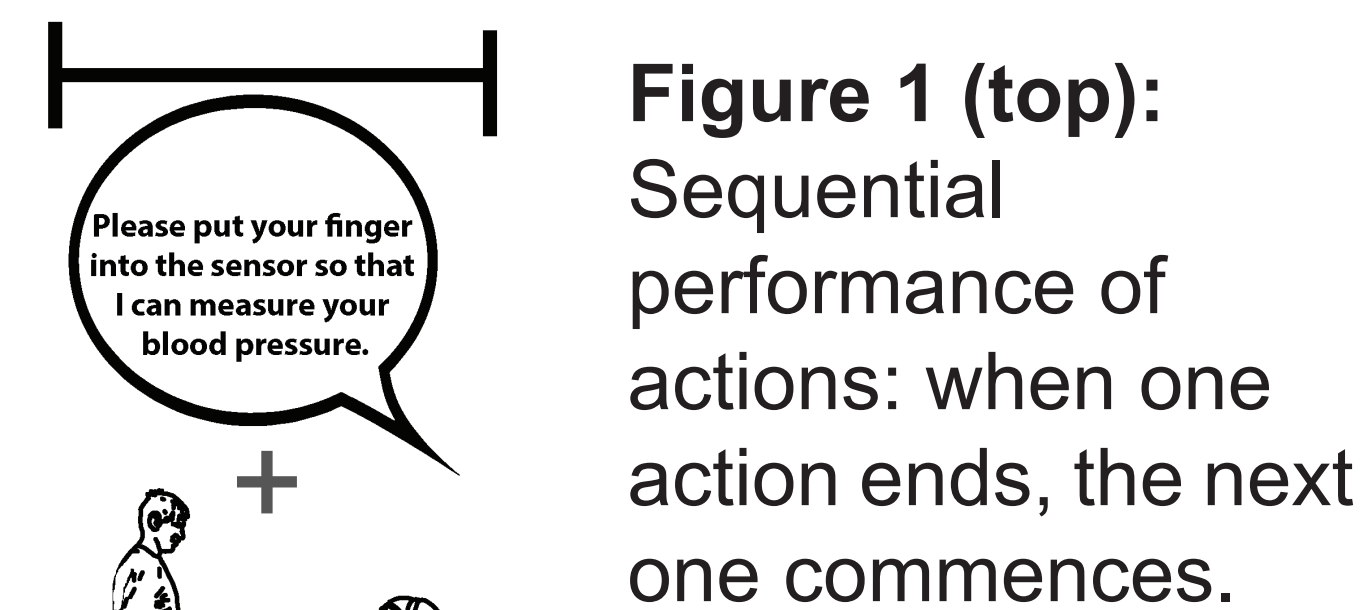 Please put your finger
into the sensor so that
I can measure your
blood pressure.
+
Figure 1 (top):
Sequential
performance of
actions: when one
action ends, the next
one commences.